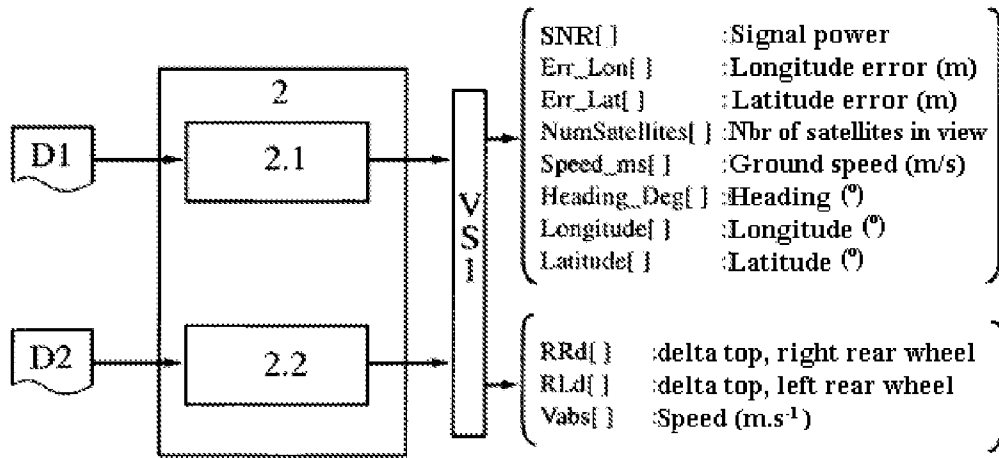 2
D1
2.1
D2
2.2
VS1
SNR[ ] :Signal power
Err_Lon[ ] :Longitude error (m)
Err_Lat[ ] :Latitude error (m)
NumSatellites[ ] :Nbr of satellites in view
Speed_ms[ ] :Ground speed (m/s)
Heading_Deg[ ] :Heading (º)
Longitude[ ] :Longitude (º)
Latitude[ ] :Latitude (º)
RRd[ ] :delta top, right rear wheel
RLd[ ] :delta top, left rear wheel
Vabs[ ] :Speed (m.s⁻¹)